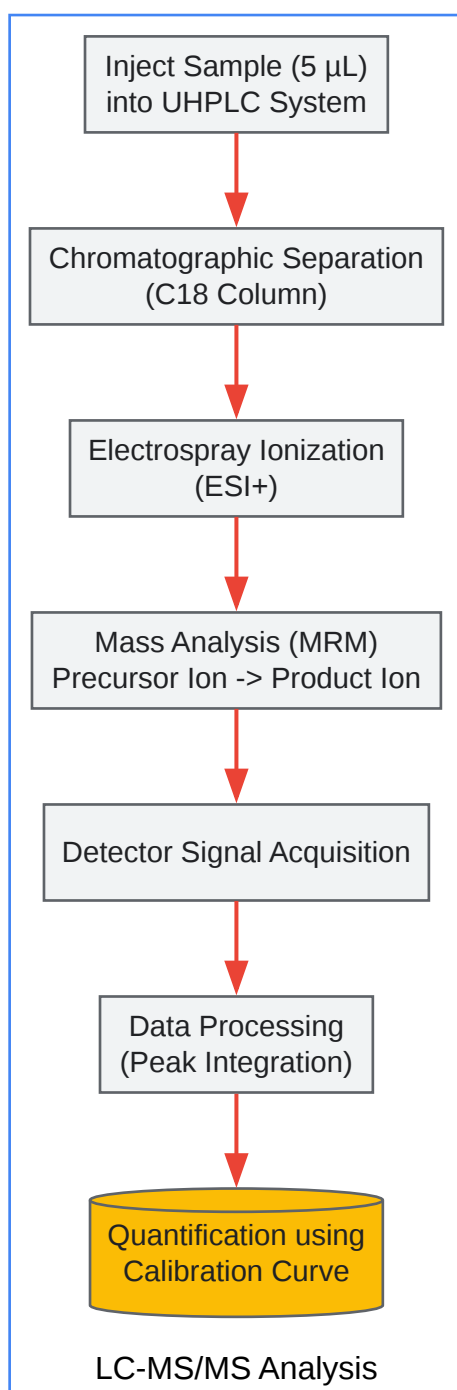 Inject Sample (5 µL)
into UHPLC System
Chromatographic Separation
(C18 Column)
Electrospray Ionization
(ESI+)
Mass Analysis (MRM)
Precursor Ion -> Product Ion
Detector Signal Acquisition
Data Processing
(Peak Integration)
Quantification using
Calibration Curve
LC-MS/MS Analysis